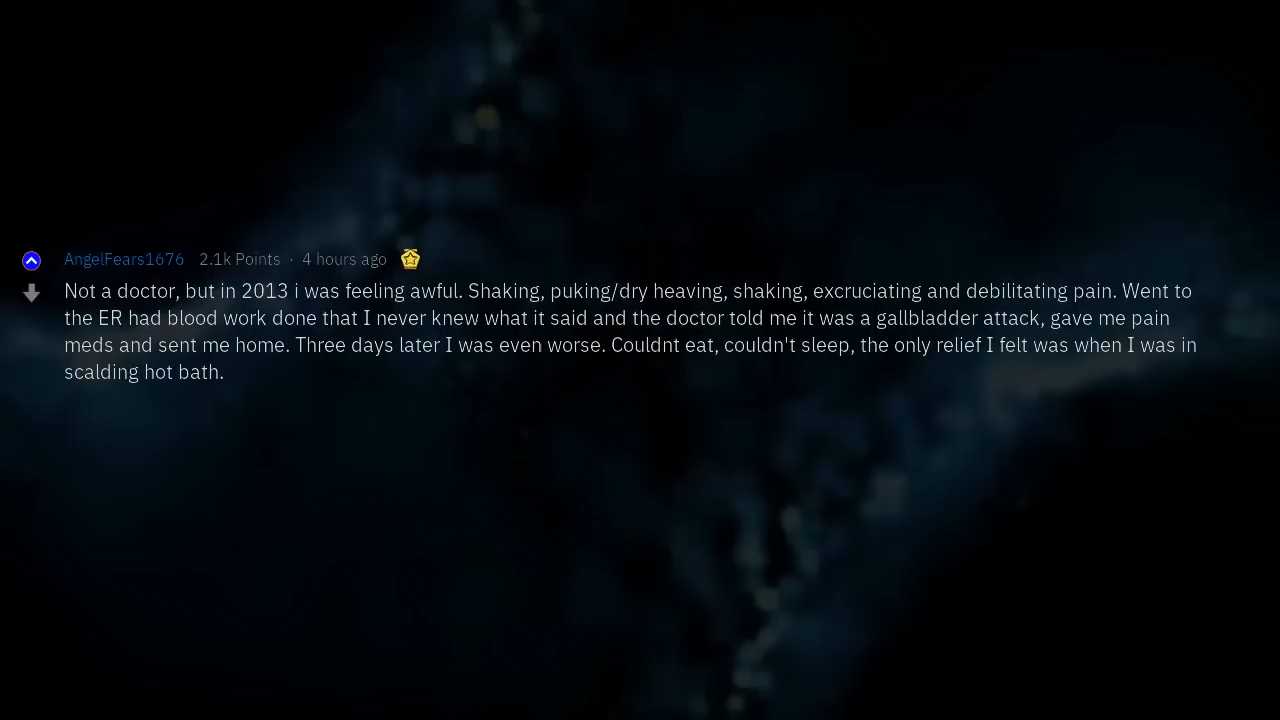 AngelFears1676 2.1k Points · 4 hours ago
Not a doctor, but in 2013 i was feeling awful. Shaking, puking/dry heaving, shaking, excruciating and debilitating pain. Went to
the ER had blood work done that I never knew what it said and the doctor told me it was a gallbladder attack, gave me pain
meds and sent me home. Three days later I was even worse. Couldnt eat, couldn't sleep, the only relief I felt was when I was in
scalding hot bath.